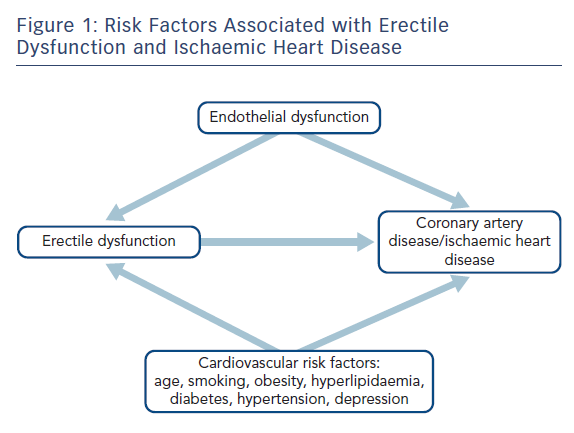 Figure 1: Risk Factors Associated with Erectile
Dysfunction and Ischaemic Heart Disease
Endothelial dysfunction
Erectile dysfunction
Coronary artery
disease/ischaemic heart
disease
Cardiovascular risk factors:
age, smoking, obesity, hyperlipidaemia,
diabetes, hypertension, depression